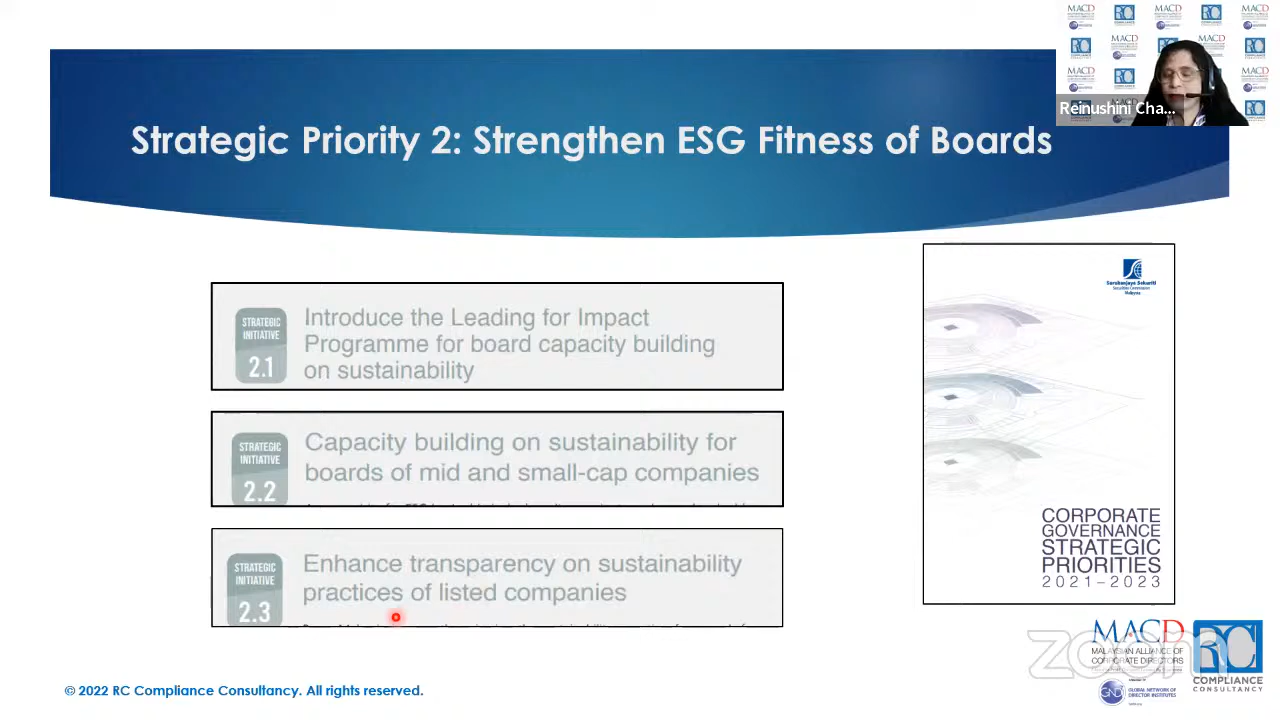 Strategic Priority 2: Strengthen ESG Fitness of Boards
Reinushini Cha...
MACD
RC
STRATEGIC
INITIATIVE
2.1
Introduce the Leading for Impact
Programme for board capacity building
on sustainability
STRATEGIC
INITIATIVE
2.2
Capacity building on sustainability for
boards of mid and small-cap companies
STRATEGIC
INITIATIVE
2.3
Enhance transparency on sustainability
practices of listed companies
Suruhanjaya Sekuriti
Securities Commission
Malaysia
CORPORATE
GOVERNANCE
STRATEGIC
PRIORITIES
2021–2023
MACD
MALAYSIAN ALLIANCE OF
CORPORATE DIRECTORS
GLOBAL NETWORK OF
DIRECTOR INSTITUTES
RC
COMPLIANCE
CONSULTANCY
zoom
© 2022 RC Compliance Consultancy. All rights reserved.